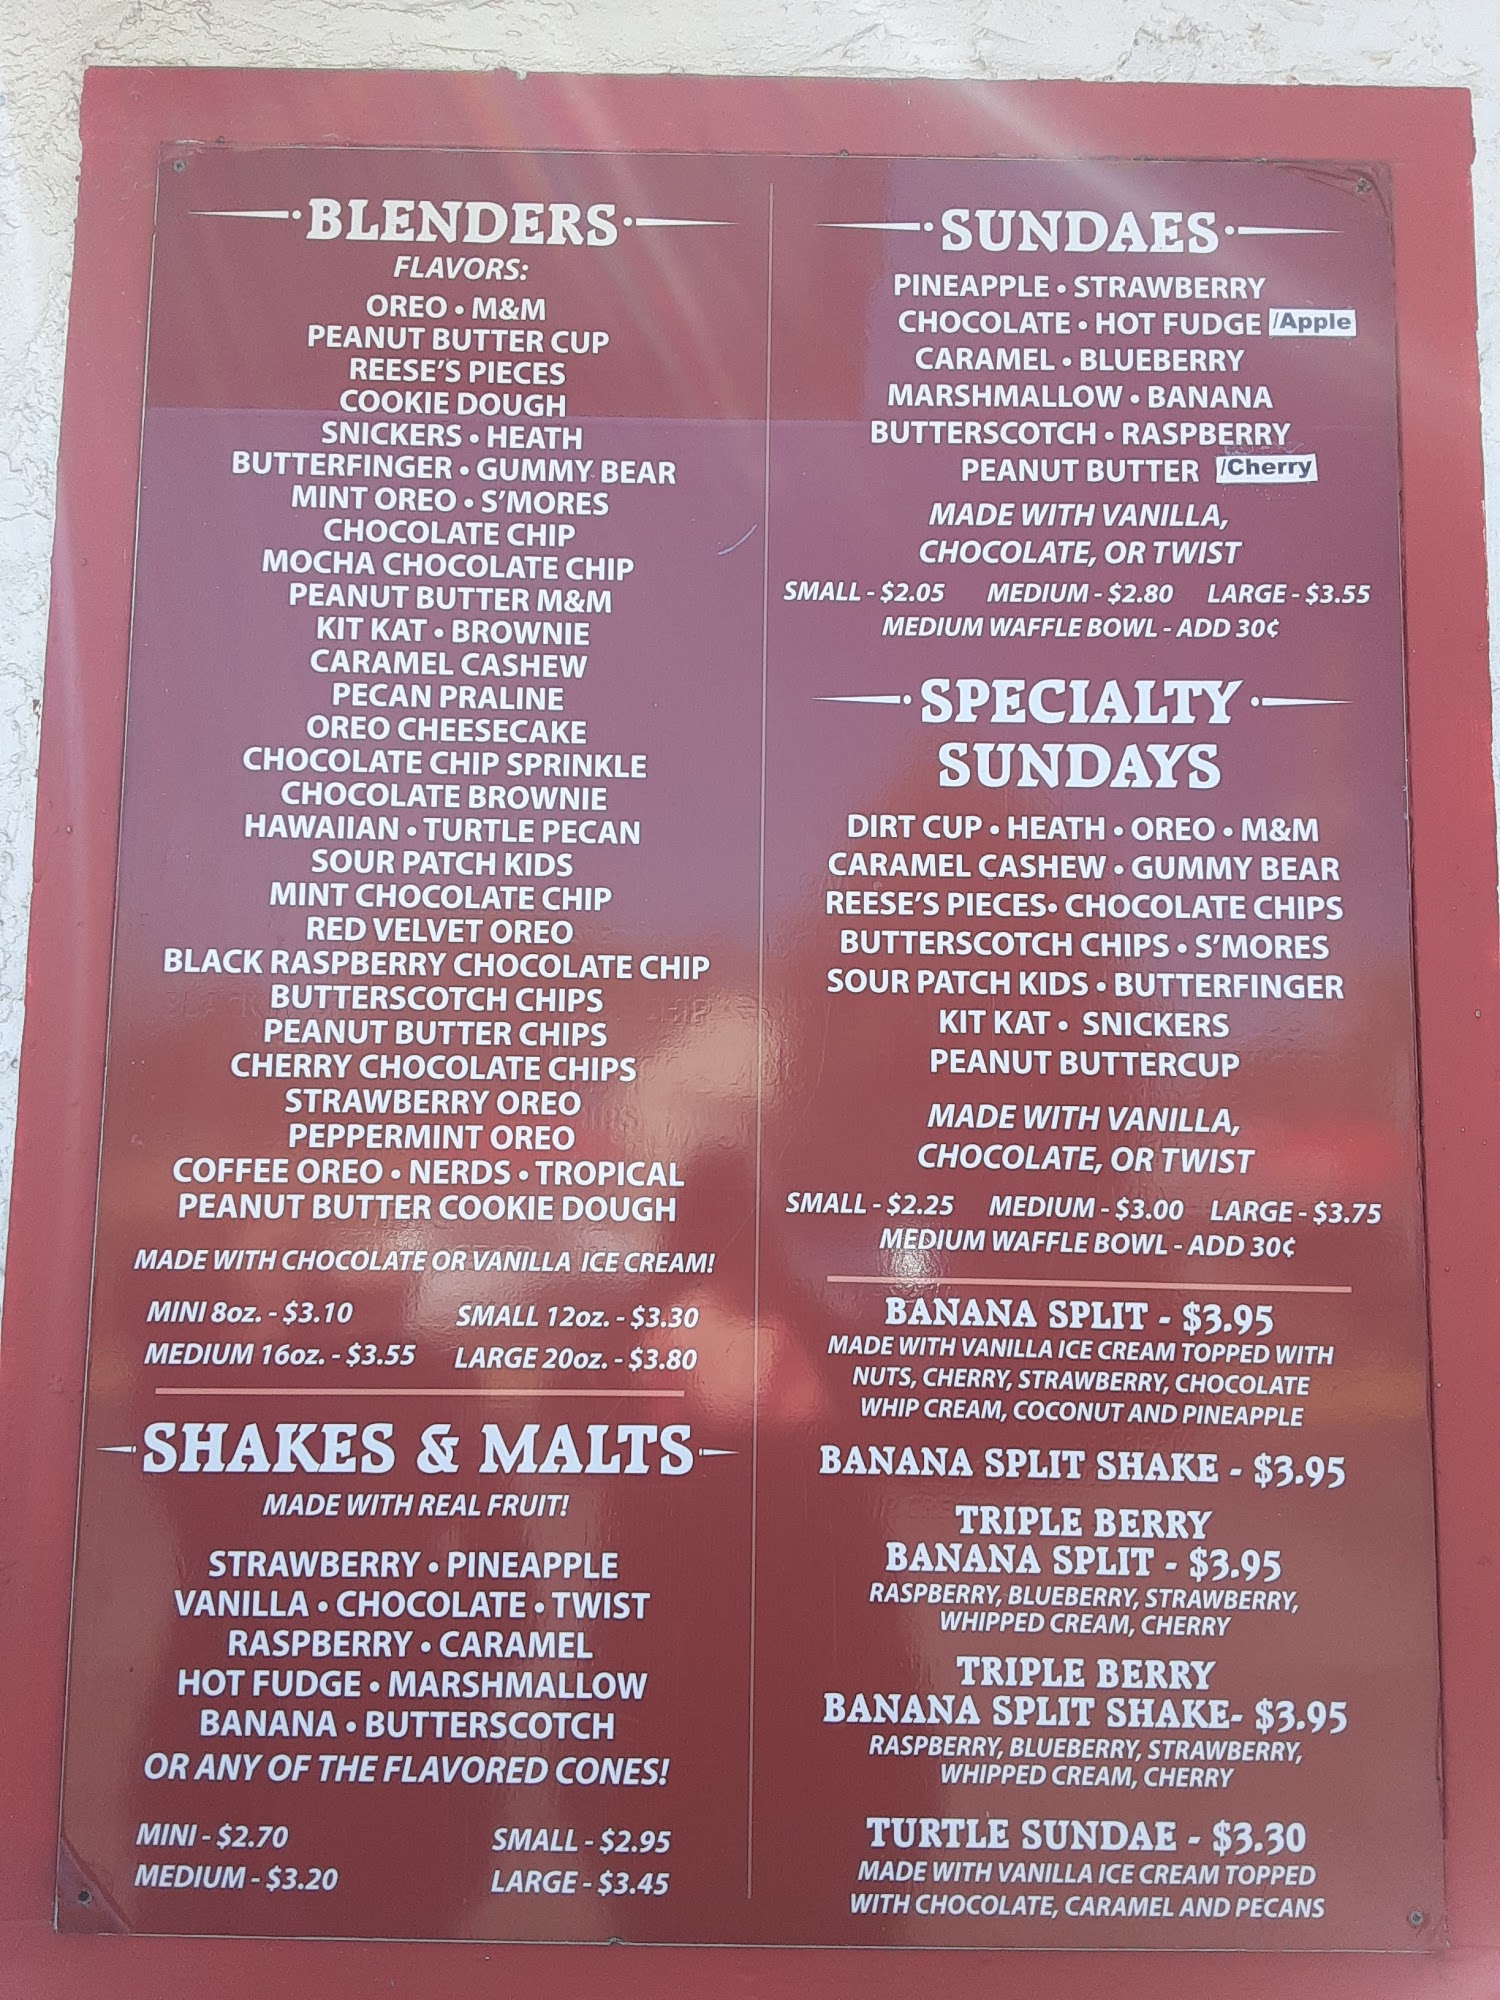 BLENDERS
FLAVORS:
OREO • M&M
PEANUT BUTTER CUP
REESE'S PIECES
COOKIE DOUGH
SNICKERS • HEATH
BUTTERFINGER • GUMMY BEAR
MINT OREO • S'MORES
CHOCOLATE CHIP
MOCHA CHOCOLATE CHIP
PEANUT BUTTER M&M
KIT KAT • BROWNIE
CARAMEL CASHEW
PECAN PRALINE
OREO CHEESECAKE
CHOCOLATE CHIP SPRINKLE
CHOCOLATE BROWNIE
HAWAIIAN • TURTLE PECAN
SOUR PATCH KIDS
MINT CHOCOLATE CHIP
RED VELVET OREO
BLACK RASPBERRY CHOCOLATE CHIP
BUTTERSCOTCH CHIPS
PEANUT BUTTER CHIPS
CHERRY CHOCOLATE CHIPS
STRAWBERRY OREO
PEPPERMINT OREO
COFFEE OREO • NERDS • TROPICAL
PEANUT BUTTER COOKIE DOUGH
MADE WITH CHOCOLATE OR VANILLA ICE CREAM!
MINI 8oz. - $3.10 SMALL 12oz. - $3.30
MEDIUM 16oz. - $3.55 LARGE 20oz. - $3.80
SHAKES & MALTS
MADE WITH REAL FRUIT!
STRAWBERRY • PINEAPPLE
VANILLA • CHOCOLATE • TWIST
RASPBERRY • CARAMEL
HOT FUDGE • MARSHMALLOW
BANANA • BUTTERSCOTCH
OR ANY OF THE FLAVORED CONES!
MINI - $2.70 SMALL - $2.95
MEDIUM - $3.20 LARGE - $3.45
SUNDAES
PINEAPPLE • STRAWBERRY
CHOCOLATE • HOT FUDGE /Apple
CARAMEL • BLUEBERRY
MARSHMALLOW • BANANA
BUTTERSCOTCH • RASPBERRY
PEANUT BUTTER /Cherry
MADE WITH VANILLA,
CHOCOLATE, OR TWIST
SMALL - $2.05 MEDIUM - $2.80 LARGE - $3.55
MEDIUM WAFFLE BOWL - ADD 30¢
SPECIALTY
SUNDAYS
DIRT CUP • HEATH • OREO • M&M
CARAMEL CASHEW • GUMMY BEAR
REESE'S PIECES• CHOCOLATE CHIPS
BUTTERSCOTCH CHIPS • S'MORES
SOUR PATCH KIDS • BUTTERFINGER
KIT KAT • SNICKERS
PEANUT BUTTERCUP
MADE WITH VANILLA,
CHOCOLATE, OR TWIST
SMALL - $2.25 MEDIUM - $3.00 LARGE - $3.75
MEDIUM WAFFLE BOWL - ADD 30¢
BANANA SPLIT - $3.95
MADE WITH VANILLA ICE CREAM TOPPED WITH
NUTS, CHERRY, STRAWBERRY, CHOCOLATE
WHIP CREAM, COCONUT AND PINEAPPLE
BANANA SPLIT SHAKE - $3.95
TRIPLE BERRY
BANANA SPLIT - $3.95
RASPBERRY, BLUEBERRY, STRAWBERRY,
WHIPPED CREAM, CHERRY
TRIPLE BERRY
BANANA SPLIT SHAKE- $3.95
RASPBERRY, BLUEBERRY, STRAWBERRY,
WHIPPED CREAM, CHERRY
TURTLE SUNDAE - $3.30
MADE WITH VANILLA ICE CREAM TOPPED
WITH CHOCOLATE, CARAMEL AND PECANS